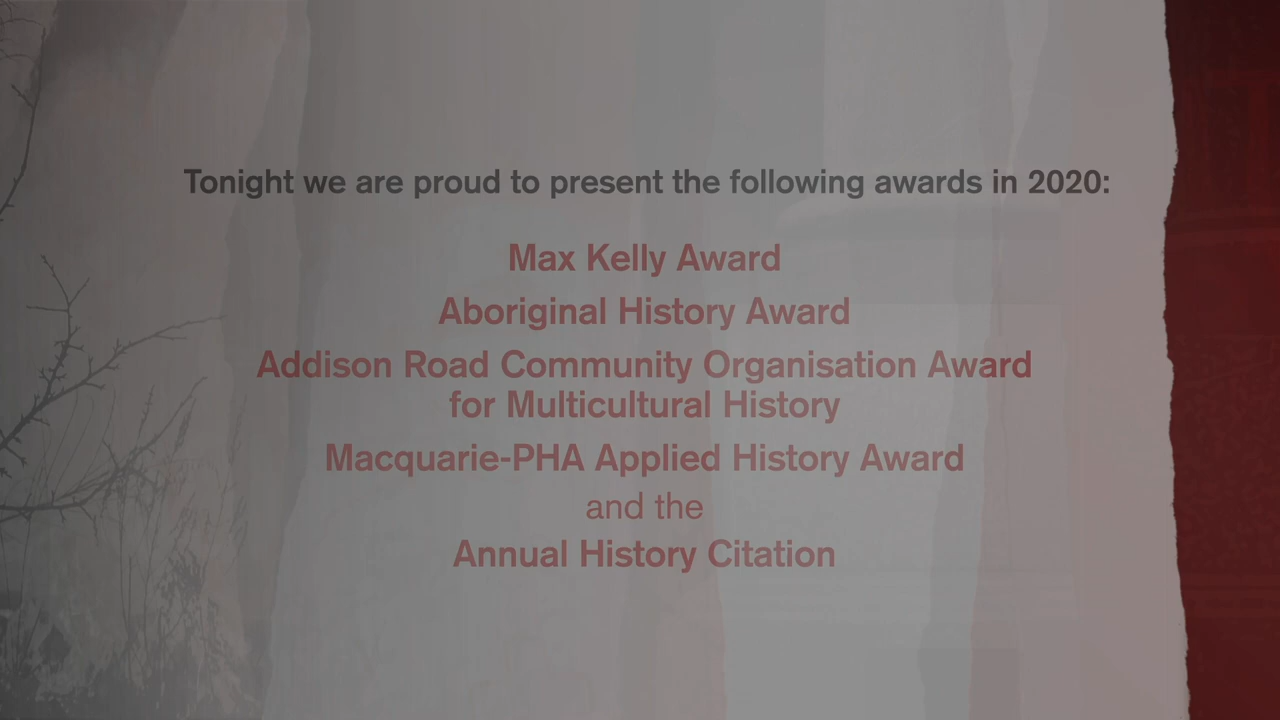 Tonight we are proud to present the following awards in 2020:
Max Kelly Award
Aboriginal History Award
Addison Road Community Organisation Award
for Multicultural History
Macquarie-PHA Applied History Award
and the
Annual History Citation